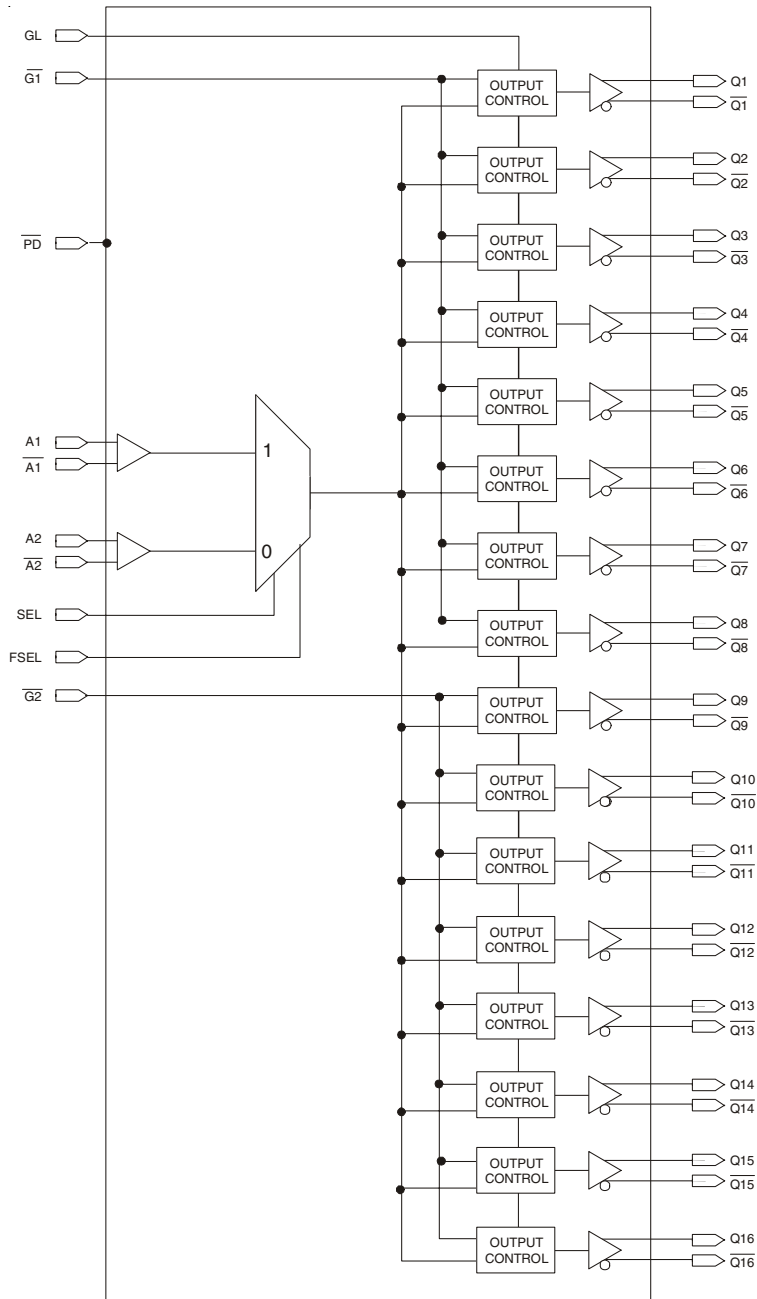 GL
G1
OUTPUT
CONTROL
Q1
Q1
OUTPUT
CONTROL
Q2
Q2
PD
OUTPUT
CONTROL
Q3
Q3
OUTPUT
CONTROL
Q4
Q4
OUTPUT
CONTROL
Q5
Q5
A1
A1
1
OUTPUT
CONTROL
Q6
Q6
A2
A2
0
OUTPUT
CONTROL
Q7
Q7
SEL
OUTPUT
CONTROL
Q8
Q8
FSEL
G2
OUTPUT
CONTROL
Q9
Q9
OUTPUT
CONTROL
Q10
Q10
OUTPUT
CONTROL
Q11
Q11
OUTPUT
CONTROL
Q12
Q12
OUTPUT
CONTROL
Q13
Q13
OUTPUT
CONTROL
Q14
Q14
OUTPUT
CONTROL
Q15
Q15
OUTPUT
CONTROL
Q16
Q16